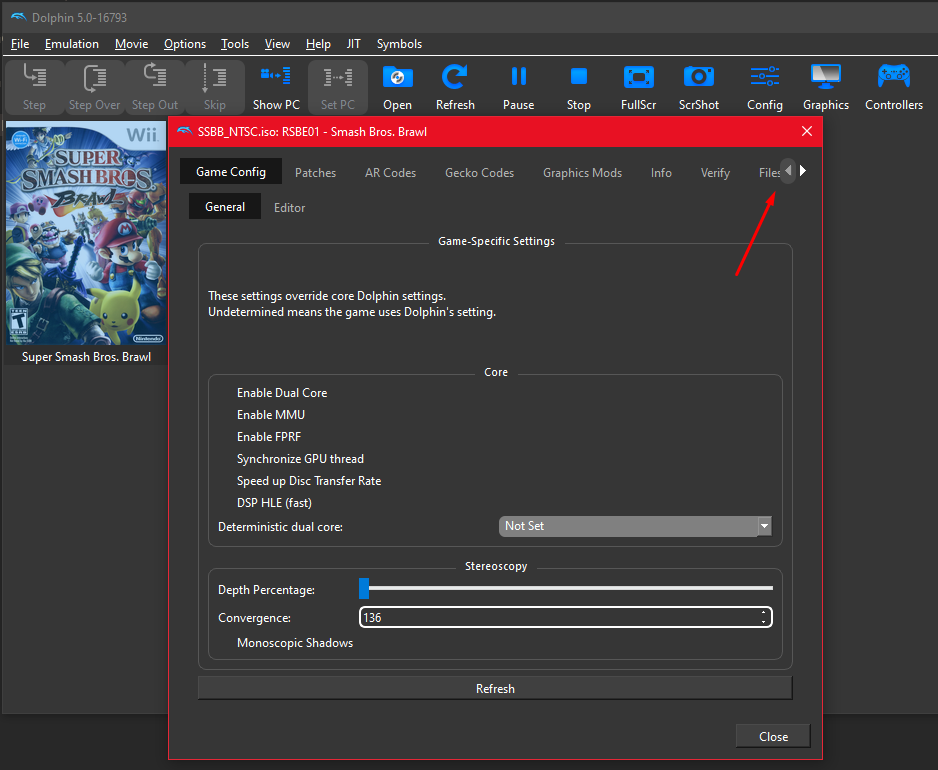 Dolphin 5.0-16793
File Emulation Movie Options Tools View Help JIT Symbols
Step Step Over Step Out Skip Show PC Set PC Open Refresh Pause Stop FullScr ScrShot Config Graphics Controllers
Wii
SUPER
SMASH BROS.
BRAWL
TEEN
T
Nintendo
Super Smash Bros. Brawl
SSBB_NTSC.iso: RSBE01 - Smash Bros. Brawl
Game Config Patches AR Codes Gecko Codes Graphics Mods Info Verify Files
General Editor
Game-Specific Settings
These settings override core Dolphin settings.
Undetermined means the game uses Dolphin's setting.
Core
Enable Dual Core
Enable MMU
Enable FPRF
Synchronize GPU thread
Speed up Disc Transfer Rate
DSP HLE (fast)
Deterministic dual core: Not Set
Stereoscopy
Depth Percentage:
Convergence: 136
Monoscopic Shadows
Refresh
Close